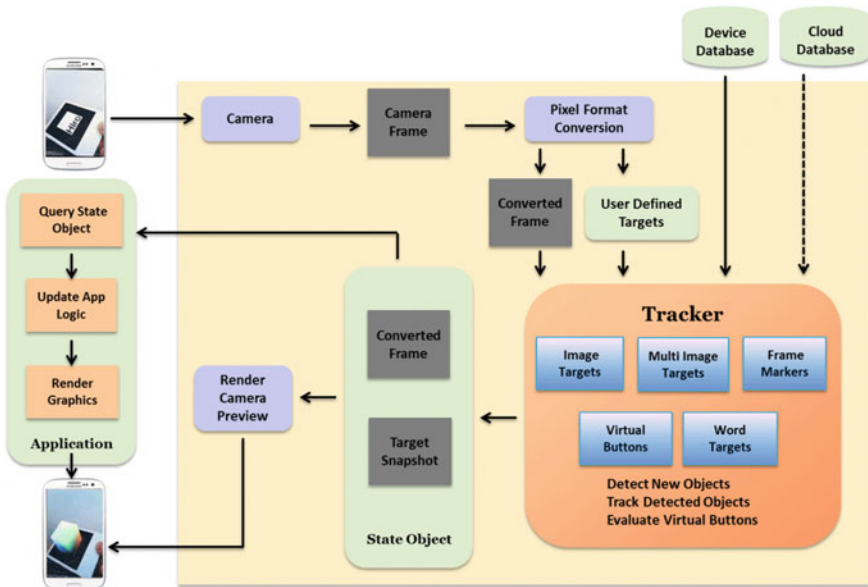 Device
Database
Cloud
Database
Camera
Camera
Frame
Pixel Format
Conversion
Query State
Object
Converted
Frame
User Defined
Targets
Update App
Logic
Render
Graphics
Application
Render
Camera
Preview
Converted
Frame
Target
Snapshot
State Object
Tracker
Image
Targets
Multi Image
Targets
Frame
Markers
Virtual
Buttons
Word
Targets
Detect New Objects
Track Detected Objects
Evaluate Virtual Buttons